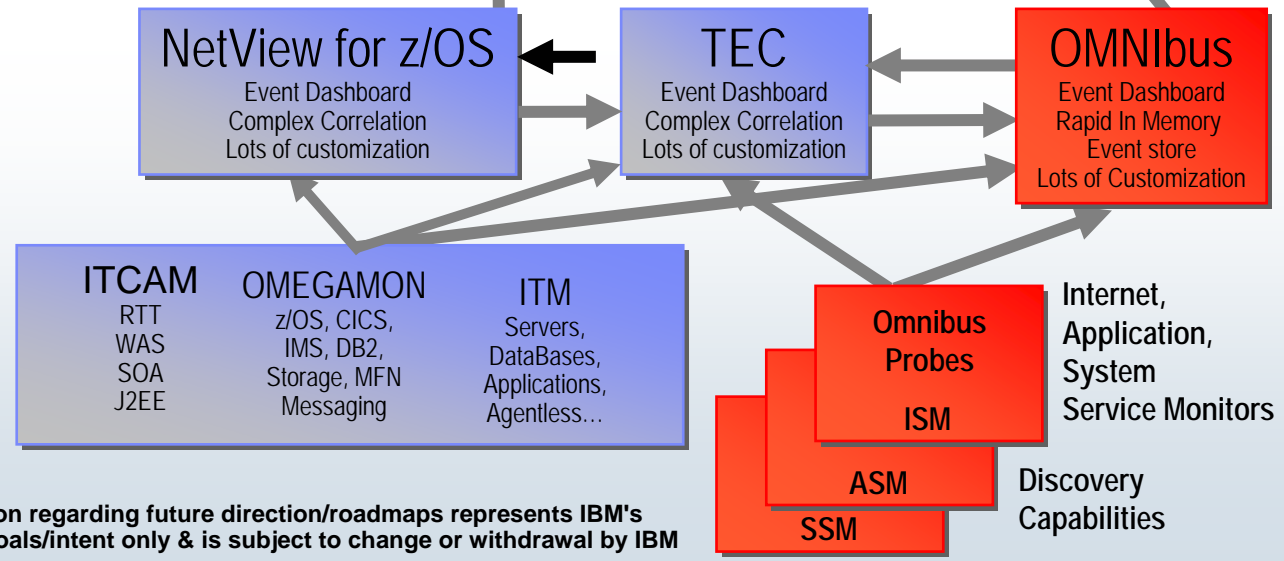 NetView for z/OS
Event Dashboard
Complex Correlation
Lots of customization
TEC
Event Dashboard
Complex Correlation
Lots of customization
OMNIbus
Event Dashboard
Rapid In Memory
Event store
Lots of Customization
ITCAM
RTT
WAS
SOA
J2EE
OMEGAMON
z/OS, CICS,
IMS, DB2,
Storage, MFN
Messaging
ITM
Servers,
DataBases,
Applications,
Agentless…
Omnibus
Probes
ISM
ASM
SSM
Internet,
Application,
System
Service Monitors
Discovery
Capabilities
on regarding future direction/roadmaps represents IBM's
oals/intent only & is subject to change or withdrawal by IBM